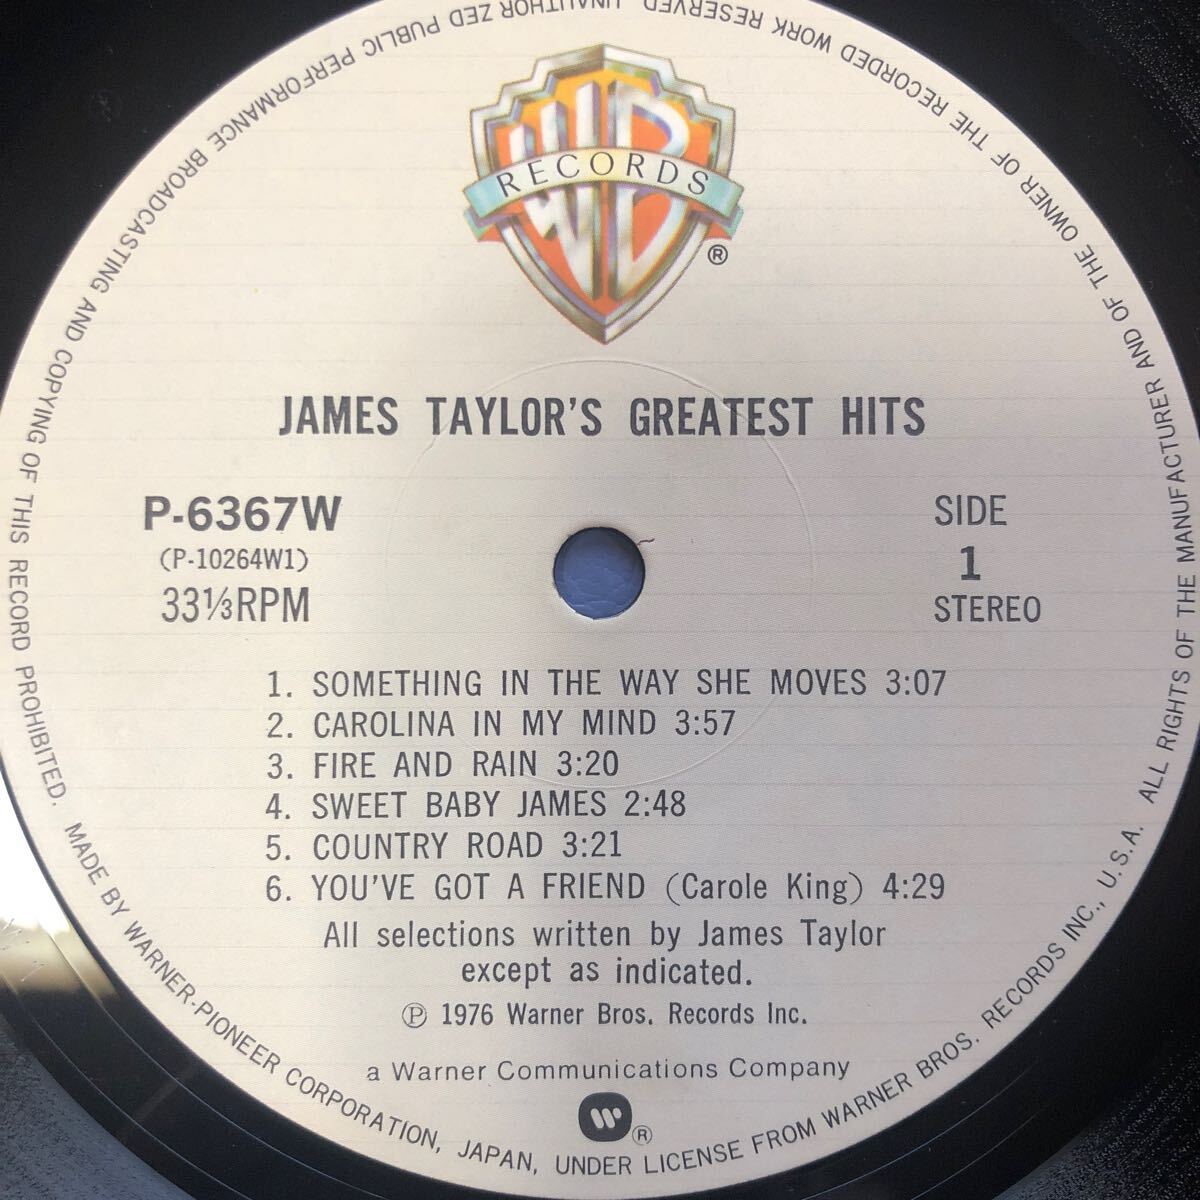 WB
RECORDS
®
JAMES TAYLOR'S GREATEST HITS
P-6367W
(P-10264W1)
33⅓RPM
SIDE
1
STEREO
1. SOMETHING IN THE WAY SHE MOVES 3:07
2. CAROLINA IN MY MIND 3:57
3. FIRE AND RAIN 3:20
4. SWEET BABY JAMES 2:48
5. COUNTRY ROAD 3:21
6. YOU'VE GOT A FRIEND (Carole King) 4:29
All selections written by James Taylor
except as indicated.
℗ 1976 Warner Bros. Records Inc.
a Warner Communications Company
®
ALL RIGHTS OF THE MANUFACTURER AND OF THE OWNER OF THE RECORDED WORK RESERVED UNAUTHOR ZED PUBLIC PERFORMANCE BROADCASTING AND COPYING OF THIS RECORD PROHIBITED.
MADE BY WARNER-PIONEER CORPORATION, JAPAN, UNDER LICENSE FROM WARNER BROS. RECORDS INC., U.S.A.